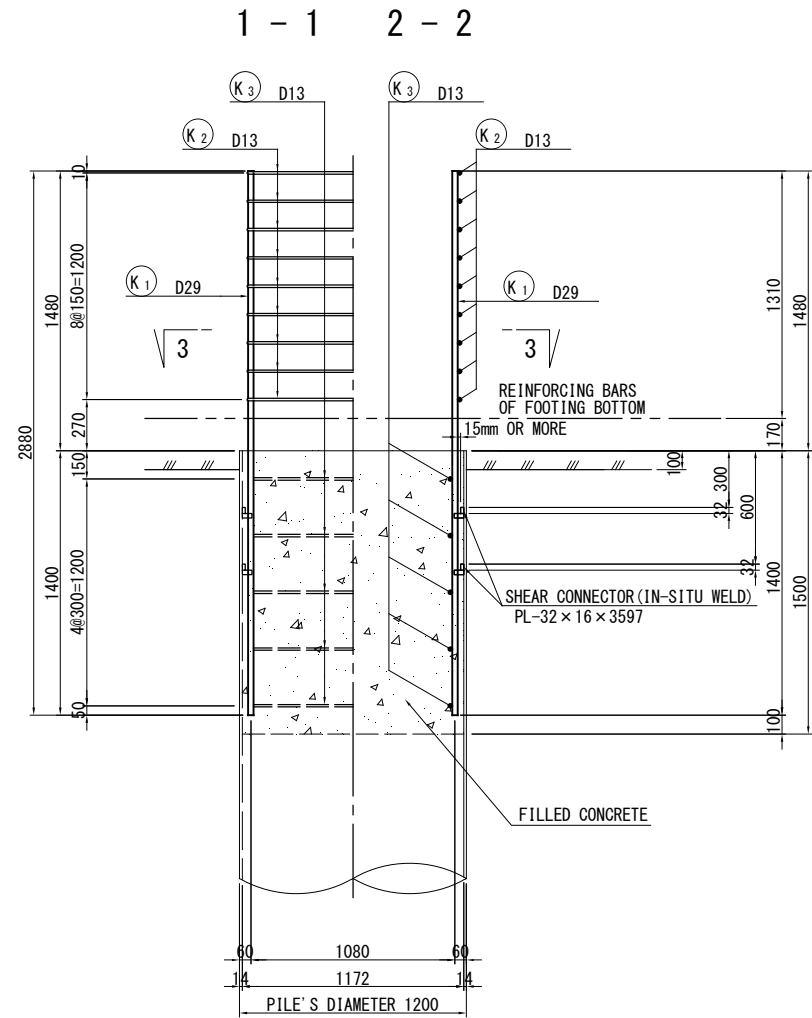 1 - 1 2 - 2
K3 D13 K3 D13
K2 D13 K2 D13
K1 D29 K1 D29
3 3
10
8@150=1200
1480
270
2880
150
4@300=1200
1400
50
1310
1480
170
REINFORCING BARS
OF FOOTING BOTTOM
15mm OR MORE
100
300
32
600
32
1400
1500
100
SHEAR CONNECTOR(IN-SITU WELD)
PL-32×16×3597
FILLED CONCRETE
60 1080 60
14 1172 14
PILE'S DIAMETER 1200